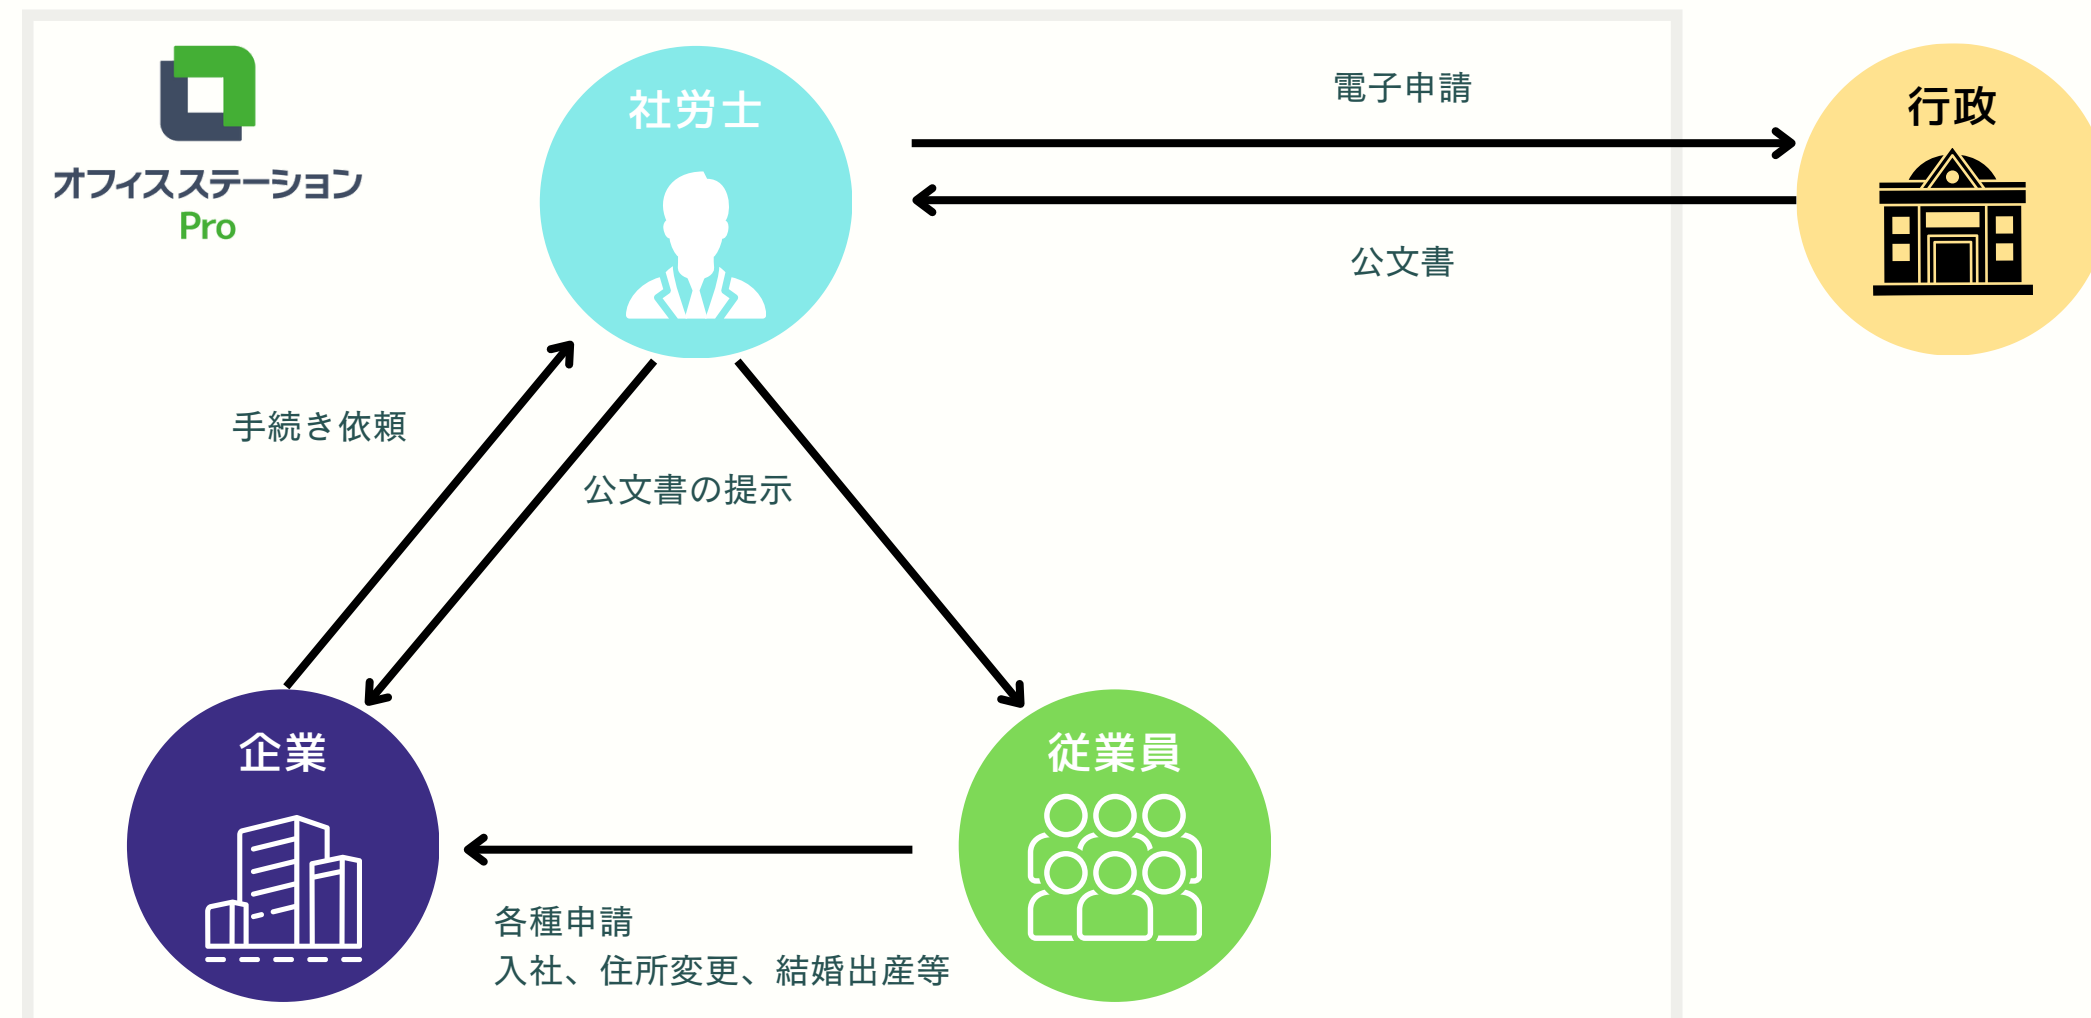 オフィスステーション
Pro
社労士
電子申請
行政
公文書
手続き依頼
公文書の提示
企業
従業員
各種申請
入社、住所変更、結婚出産等